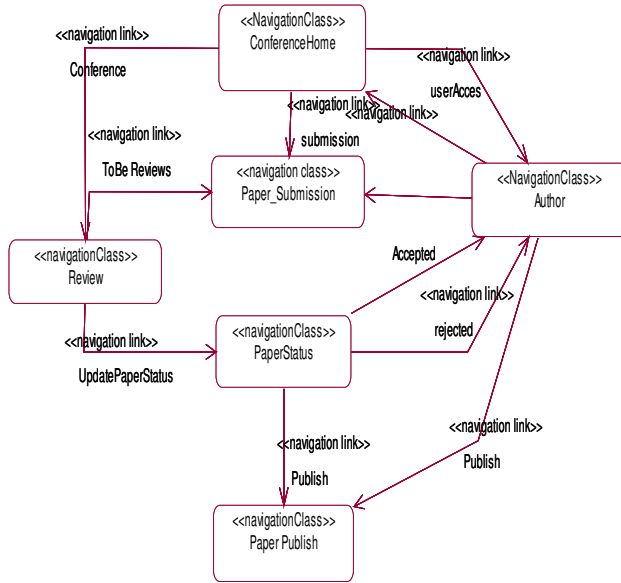 <<NavigationClass>>
ConferenceHome
<<navigation link>>
Conference
<<navigation link>>
userAcces
<<navigation link>>
<<navigation link>>
submission
<<navigation link>>
ToBe Reviews
<<navigation class>>
Paper_Submission
<<NavigationClass>>
Author
<<navigationClass>>
Review
Accepted
<<navigation link>>
rejected
<<navigation link>>
UpdatePaperStatus
<<navigationClass>>
PaperStatus
<<navigation link>>
Publish
<<navigation link>>
Publish
<<navigationClass>>
Paper Publish